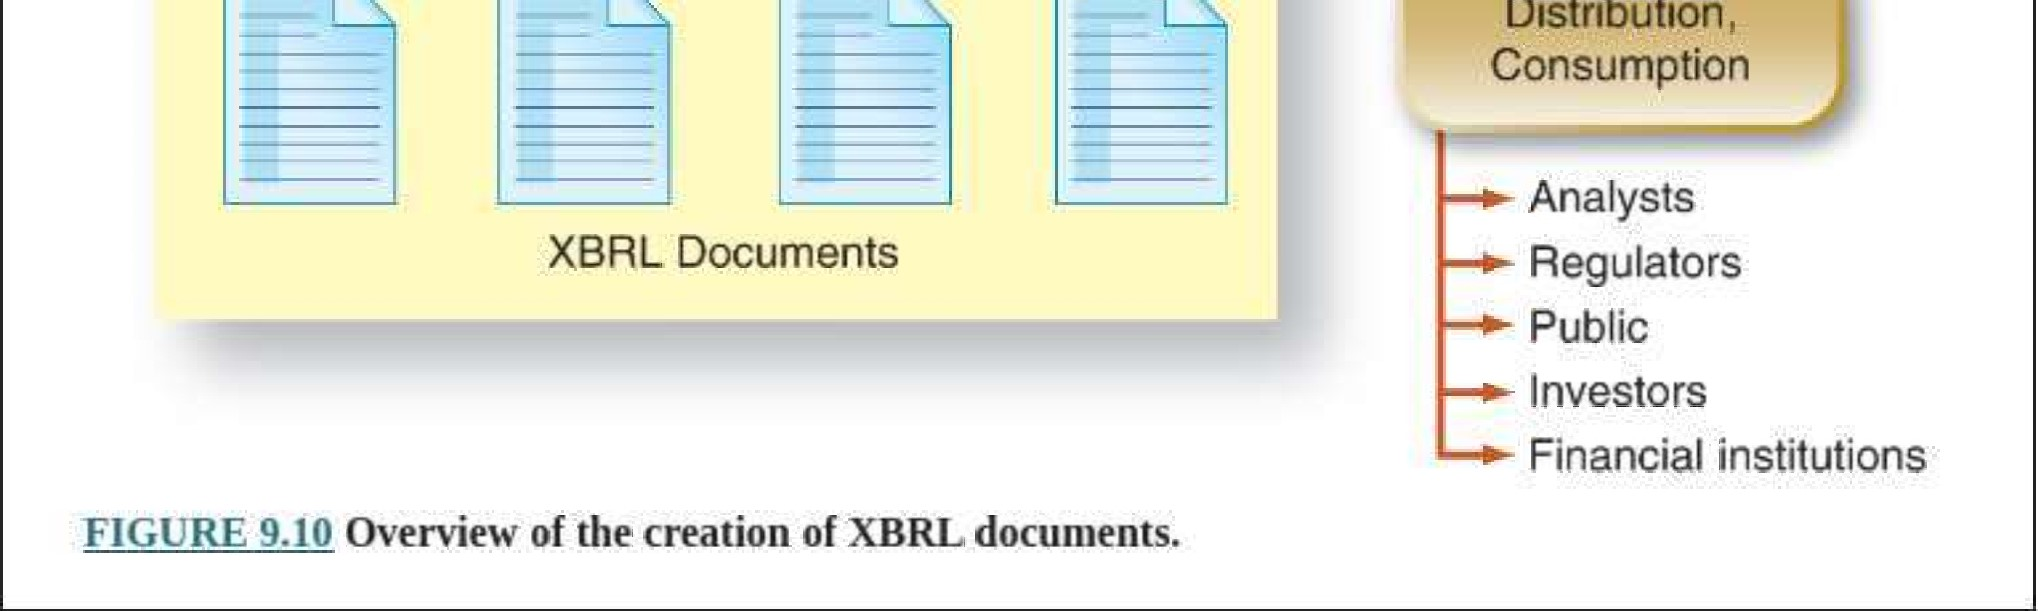 Distribution,
Consumption
Analysts
Regulators
Public
Investors
Financial institutions
XBRL Documents
FIGURE 9.10 Overview of the creation of XBRL documents.